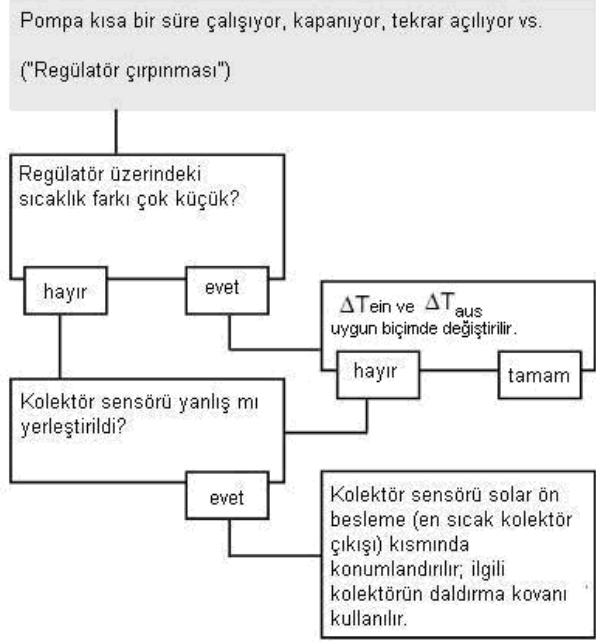 Pompa kısa bir süre çalışıyor, kapanıyor, tekrar açılıyor vs.
("Regülatör çırpınması")
Regülatör üzerindeki
sıcaklık farkı çok küçük?
hayır
evet
ΔTein ve ΔTaus
uygun biçimde değiştirilir.
hayır
tamam
Kolektör sensörü yanlış mı
yerleştirildi?
evet
Kolektör sensörü solar ön
besleme (en sıcak kolektör
çıkışı) kısmında
konumlandırılır; ilgili
kolektörün daldırma kovanı
kullanılır.